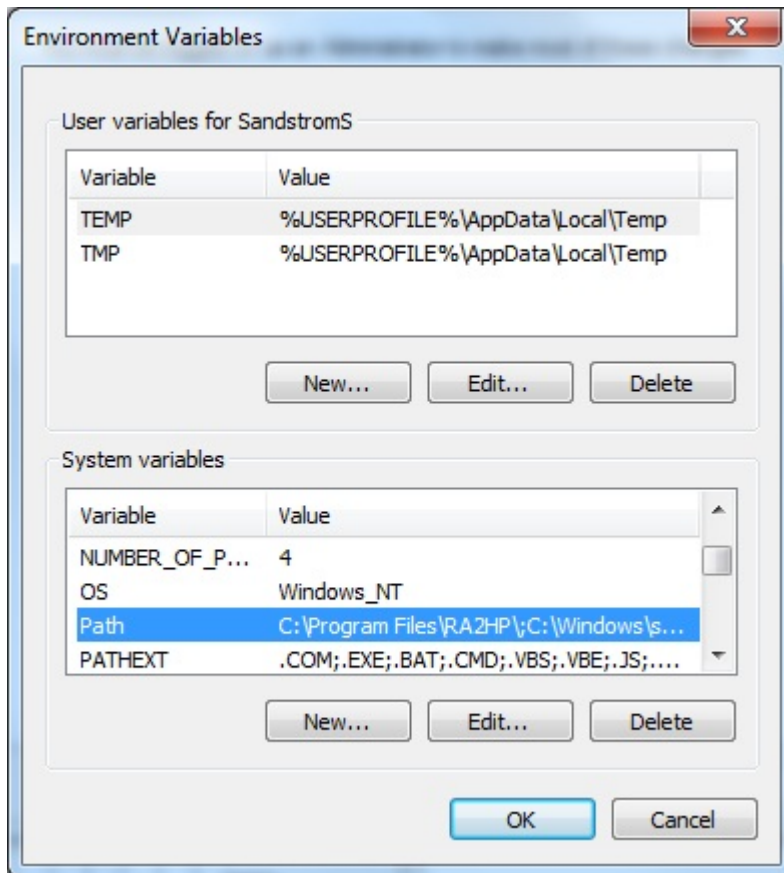 Environment Variables
User variables for SandstromS
Variable Value
TEMP %USERPROFILE%\AppData\Local\Temp
TMP %USERPROFILE%\AppData\Local\Temp
New... Edit... Delete
System variables
Variable Value
NUMBER_OF_P... 4
OS Windows_NT
Path C:\Program Files\RA2HP\;C:\Windows\s...
PATHEXT .COM;.EXE;.BAT;.CMD;.VBS;.VBE;.JS;....
New... Edit... Delete
OK Cancel